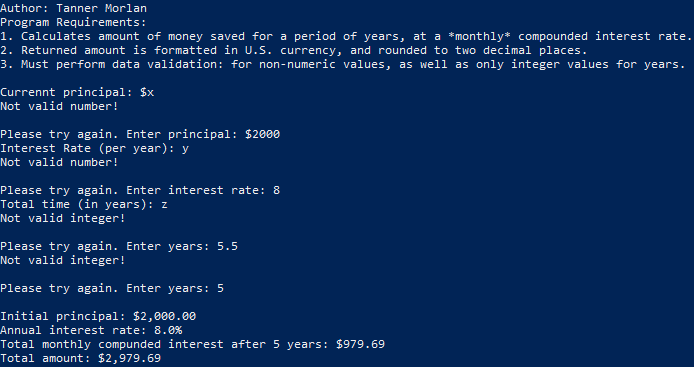 Author: Tanner Morlan
Program Requirements:
1. Calculates amount of money saved for a period of years, at a *monthly* compounded interest rate.
2. Returned amount is formatted in U.S. currency, and rounded to two decimal places.
3. Must perform data validation: for non-numeric values, as well as only integer values for years.
Currennt principal: $x
Not valid number!
Please try again. Enter principal: $2000
Interest Rate (per year): y
Not valid number!
Please try again. Enter interest rate: 8
Total time (in years): z
Not valid integer!
Please try again. Enter years: 5.5
Not valid integer!
Please try again. Enter years: 5
Initial principal: $2,000.00
Annual interest rate: 8.0%
Total monthly compunded interest after 5 years: $979.69
Total amount: $2,979.69